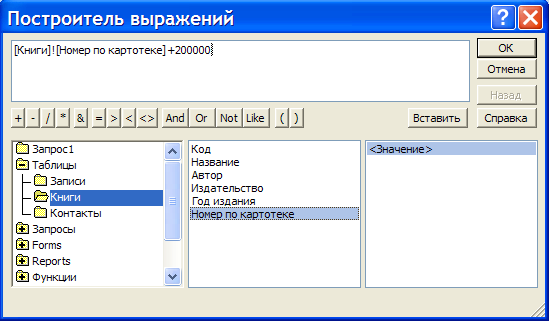 Построитель выражений
[Книги]![Номер по картотеке]+200000
OK
Отмена
Назад
+ - / * & = > < <> And Or Not Like ( ) Вставить Справка
Запрос1
Таблицы
Записи
Книги
Контакты
Запросы
Forms
Reports
Функции
Код
Название
Автор
Издательство
Год издания
Номер по картотеке
<Значение>